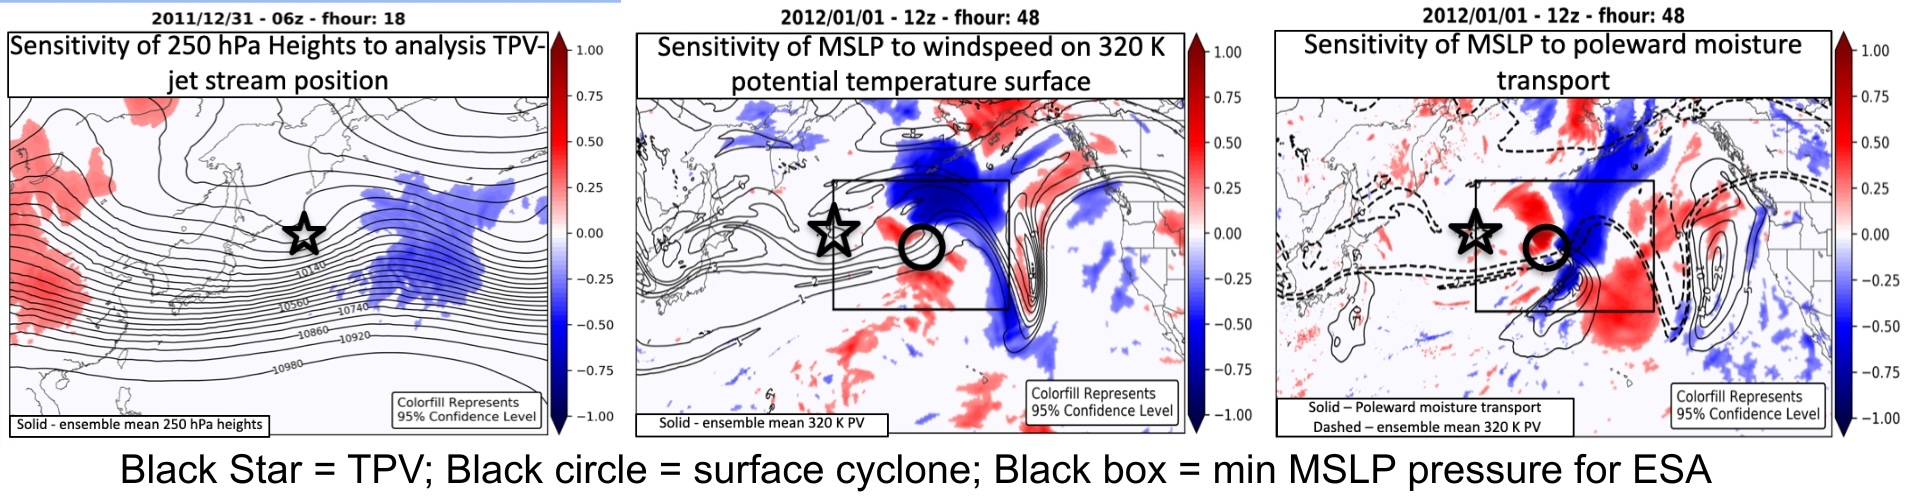 2011/12/31 - 06z - fhour: 18
Sensitivity of 250 hPa Heights to analysis TPV-
jet stream position
1.00
0.75
0.50
0.25
0.00
−0.25
−0.50
−0.75
−1.00
10140
10560
10740
10860
10920
10980
Colorfill Represents
95% Confidence Level
Solid - ensemble mean 250 hPa heights
2012/01/01 - 12z - fhour: 48
Sensitivity of MSLP to windspeed on 320 K
potential temperature surface
1.00
0.75
0.50
0.25
0.00
−0.25
−0.50
−0.75
−1.00
Colorfill Represents
95% Confidence Level
Solid - ensemble mean 320 K PV
2012/01/01 - 12z - fhour: 48
Sensitivity of MSLP to poleward moisture
transport
1.00
0.75
0.50
0.25
0.00
−0.25
−0.50
−0.75
−1.00
Colorfill Represents
95% Confidence Level
Solid – Poleward moisture transport
Dashed – ensemble mean 320 K PV
Black Star = TPV; Black circle = surface cyclone; Black box = min MSLP pressure for ESA